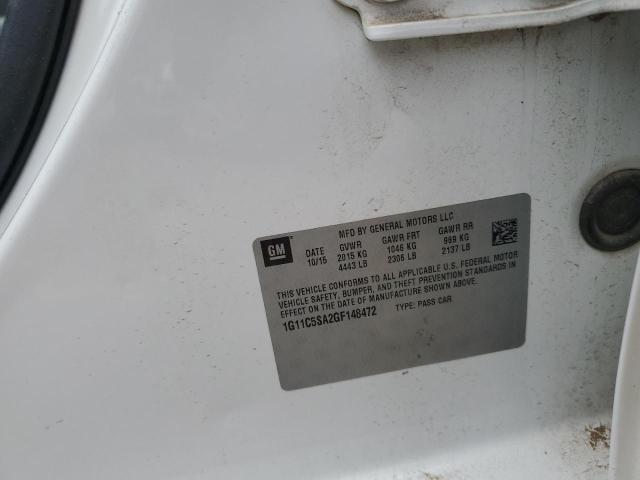 GM
MFD BY GENERAL MOTORS LLC
DATE GVWR GAWR FRT GAWR RR
10/15 2015 KG 1046 KG 969 KG
4443 LB 2306 LB 2137 LB
THIS VEHICLE CONFORMS TO ALL APPLICABLE U.S. FEDERAL MOTOR
VEHICLE SAFETY, BUMPER, AND THEFT PREVENTION STANDARDS IN
EFFECT ON THE DATE OF MANUFACTURE SHOWN ABOVE.
1G11C5SA2GF148472 TYPE: PASS CAR